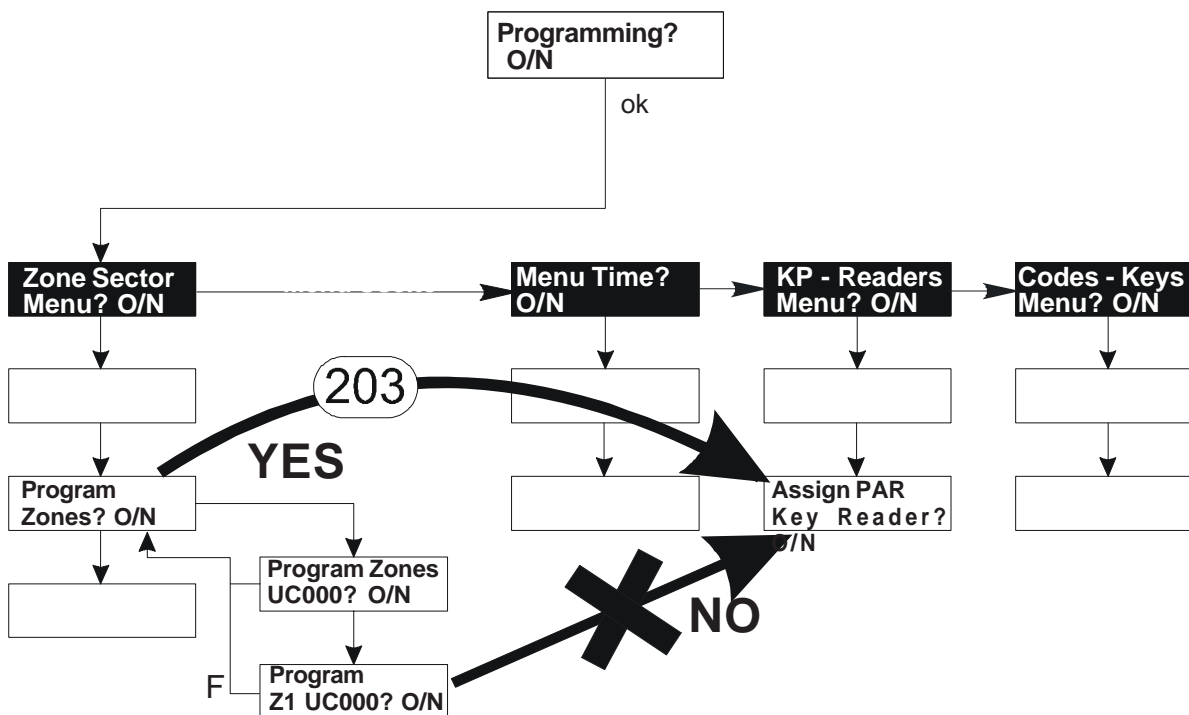 Programming?
O/N
ok
Zone Sector
Menu? O/N
Menu Time?
O/N
KP - Readers
Menu? O/N
Codes - Keys
Menu? O/N
203
YES
Program
Zones? O/N
Assign PAR
Key Reader?
O/N
Program Zones
UC000? O/N
NO
F
Program
Z1 UC000? O/N